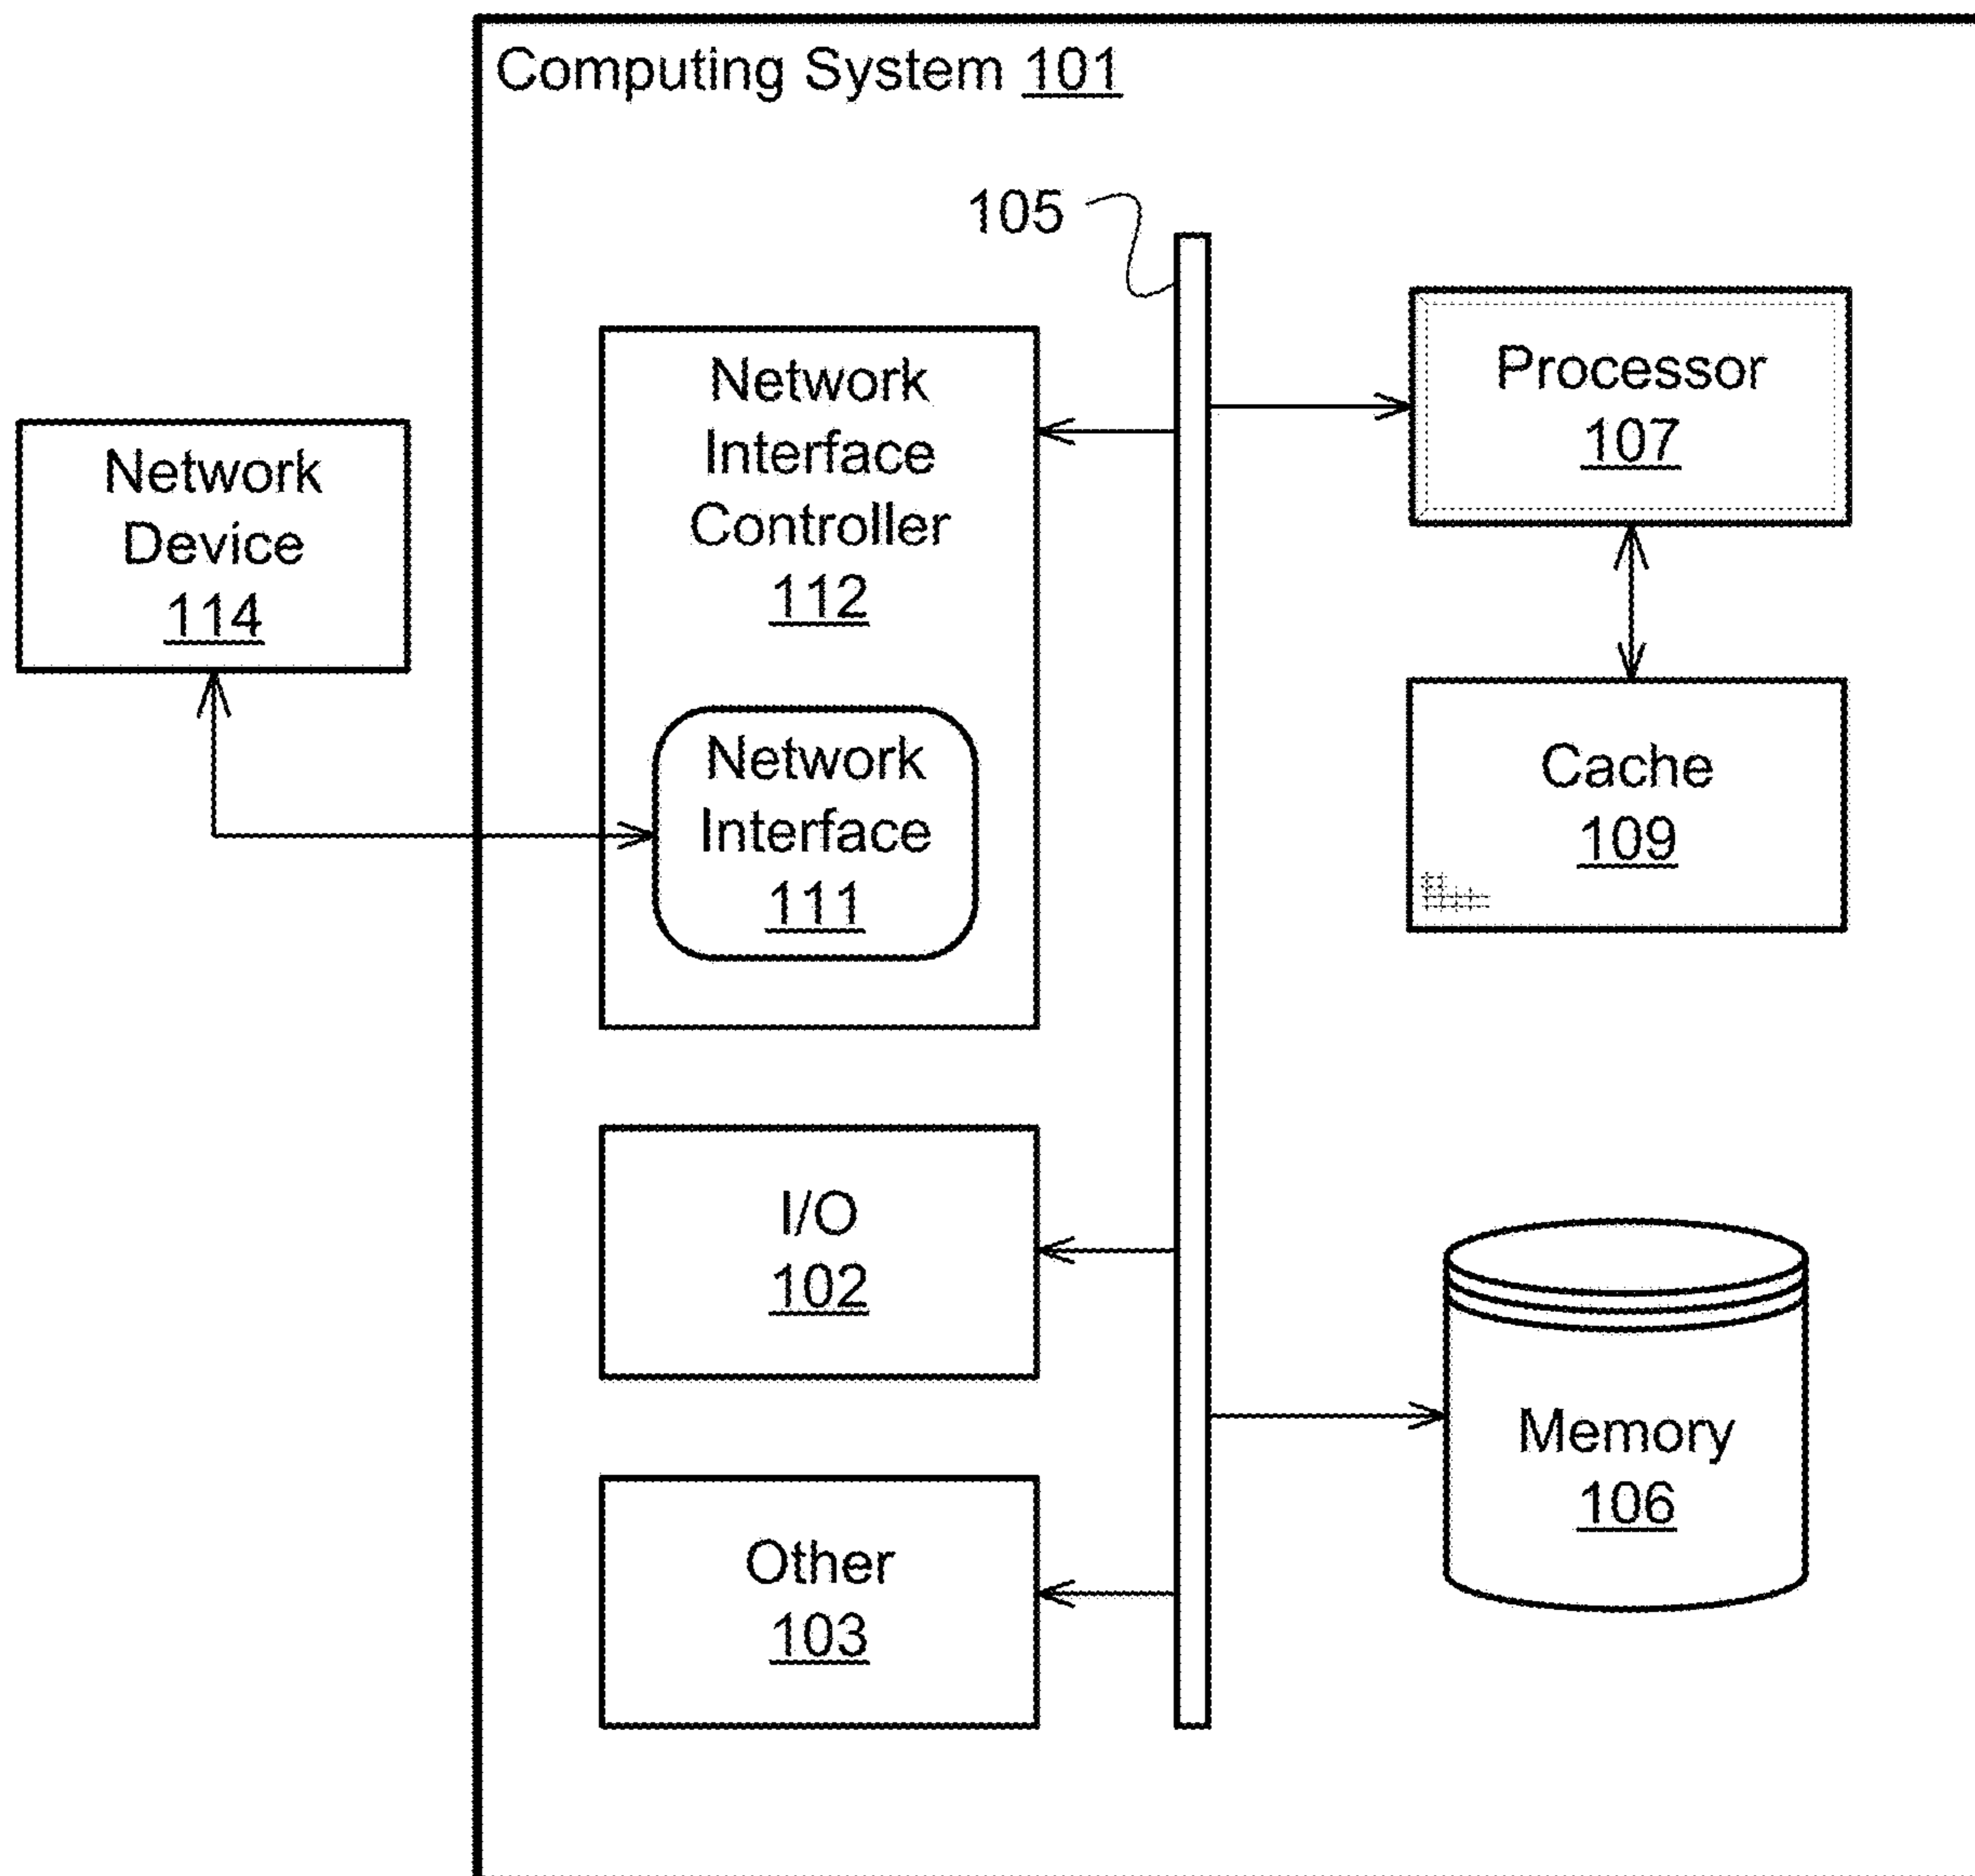 Computing System 101
105
Network
Interface
Controller
112
Network
Interface
111
Network
Device
114
Processor
107
Cache
109
I/O
102
Memory
106
Other
103